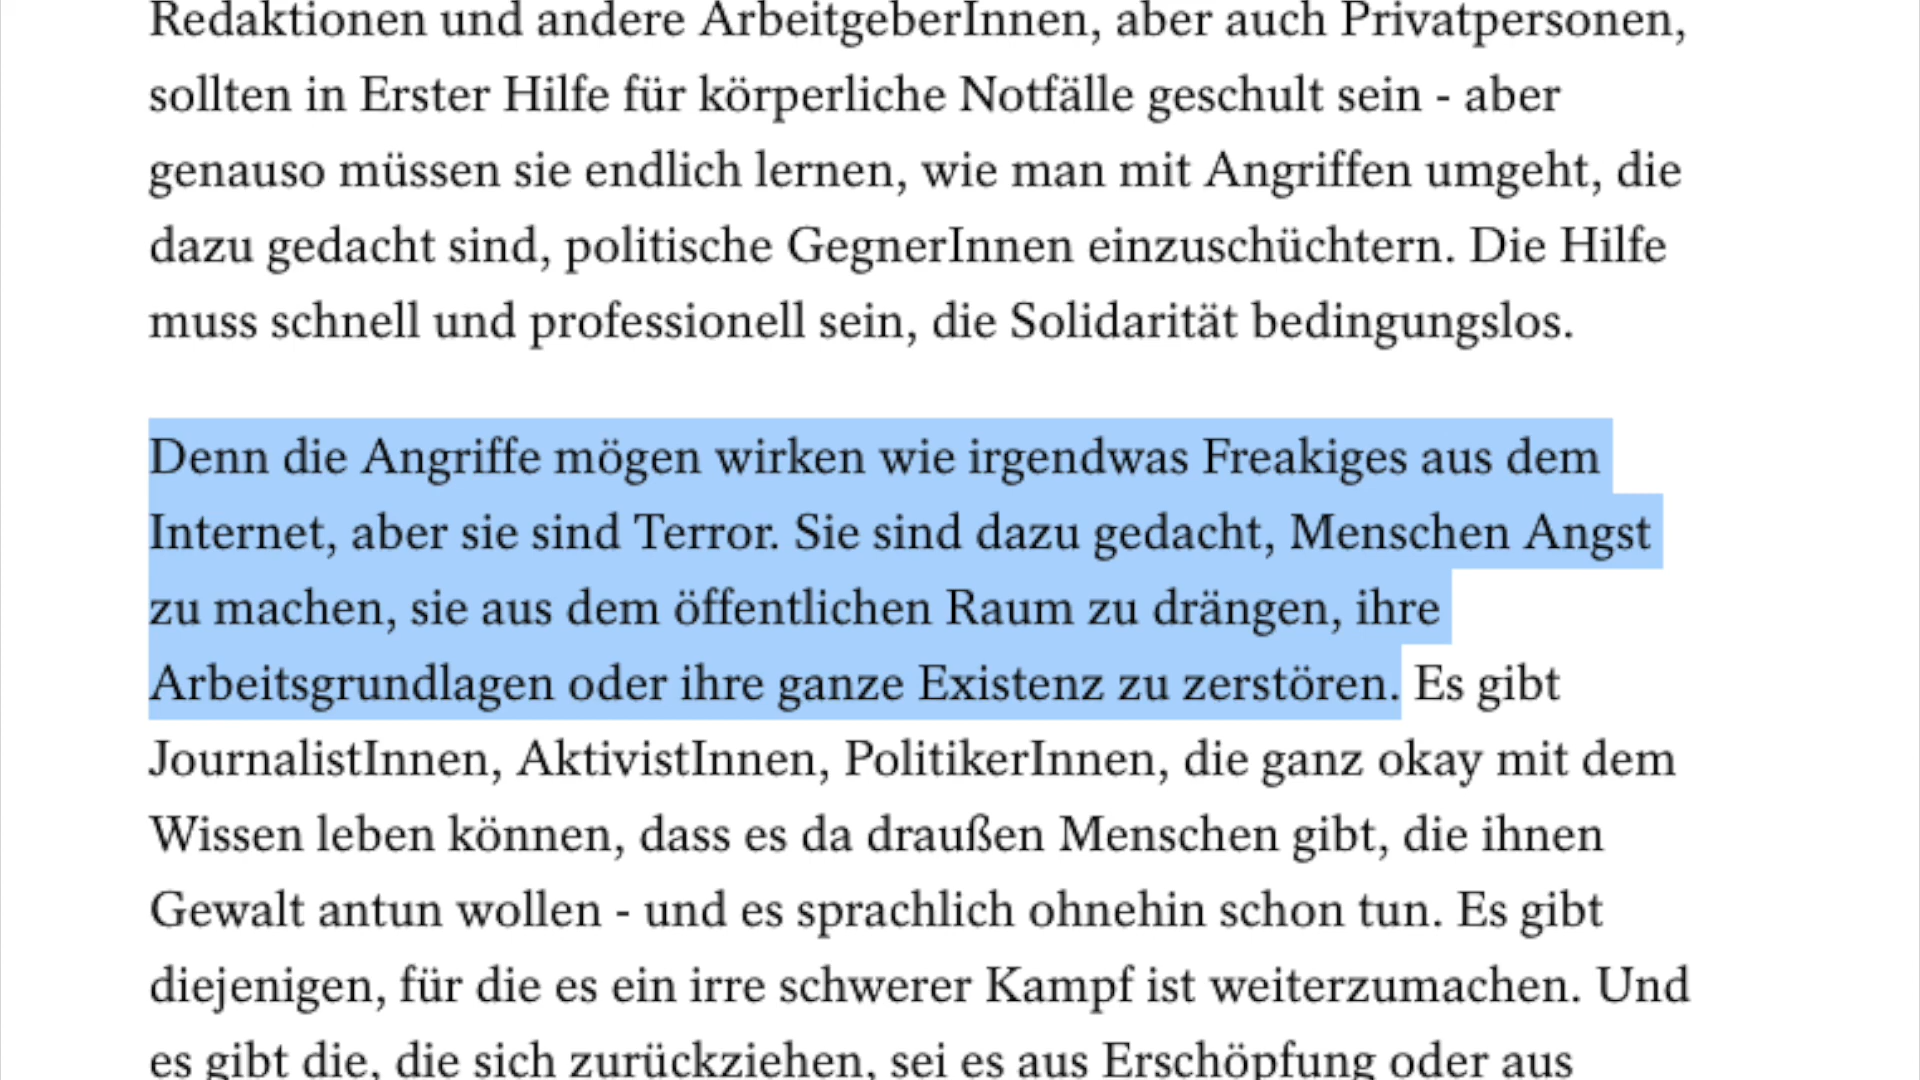 Redaktionen und andere ArbeitgeberInnen, aber auch Privatpersonen,
sollten in Erster Hilfe für körperliche Notfälle geschult sein - aber
genauso müssen sie endlich lernen, wie man mit Angriffen umgeht, die
dazu gedacht sind, politische GegnerInnen einzuschüchtern. Die Hilfe
muss schnell und professionell sein, die Solidarität bedingungslos.
Denn die Angriffe mögen wirken wie irgendwas Freakiges aus dem
Internet, aber sie sind Terror. Sie sind dazu gedacht, Menschen Angst
zu machen, sie aus dem öffentlichen Raum zu drängen, ihre
Arbeitsgrundlagen oder ihre ganze Existenz zu zerstören. Es gibt
JournalistInnen, AktivistInnen, PolitikerInnen, die ganz okay mit dem
Wissen leben können, dass es da draußen Menschen gibt, die ihnen
Gewalt antun wollen - und es sprachlich ohnehin schon tun. Es gibt
diejenigen, für die es ein irre schwerer Kampf ist weiterzumachen. Und
es gibt die, die sich zurückziehen, sei es aus Erschöpfung oder aus